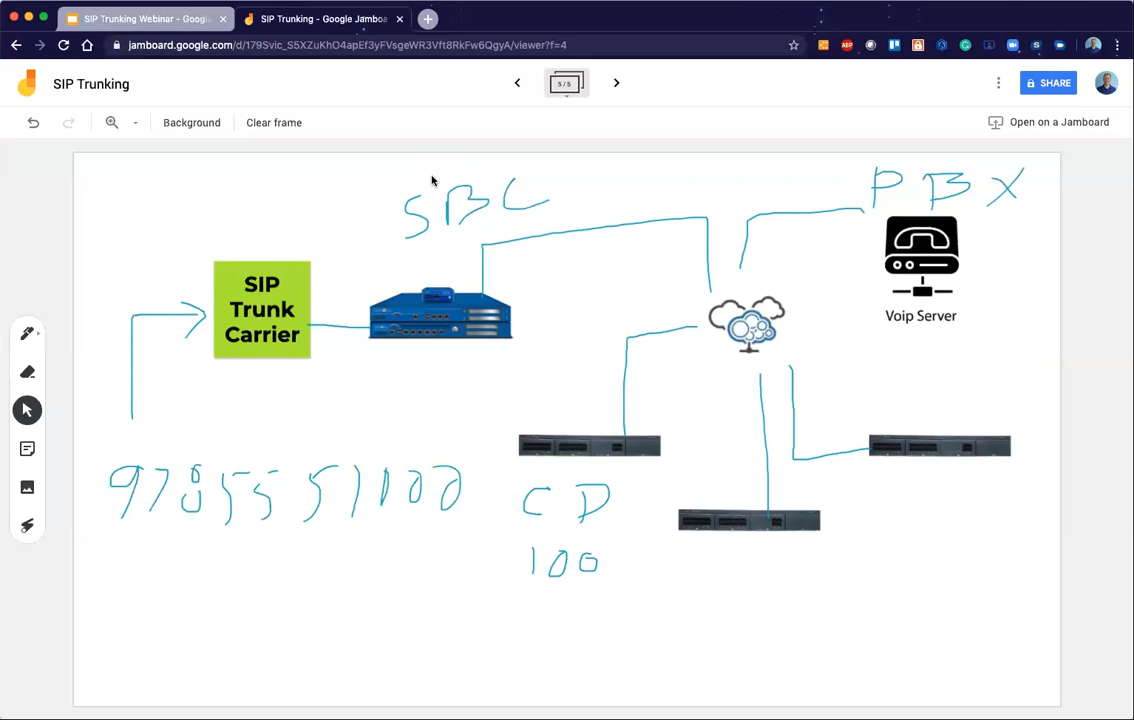 SIP Trunking Webinar - Googl
SIP Trunking - Google Jamboa
jamboard.google.com/d/179Svic_S5XZuKhO4apEf3yFVsgeWR3Vft8RkFw6QgyA/viewer?f=4
SIP Trunking
5/5
SHARE
Background
Clear frame
Open on a Jamboard
SBC
PBX
SIP
Trunk
Carrier
Voip Server
9785551100
CD
100